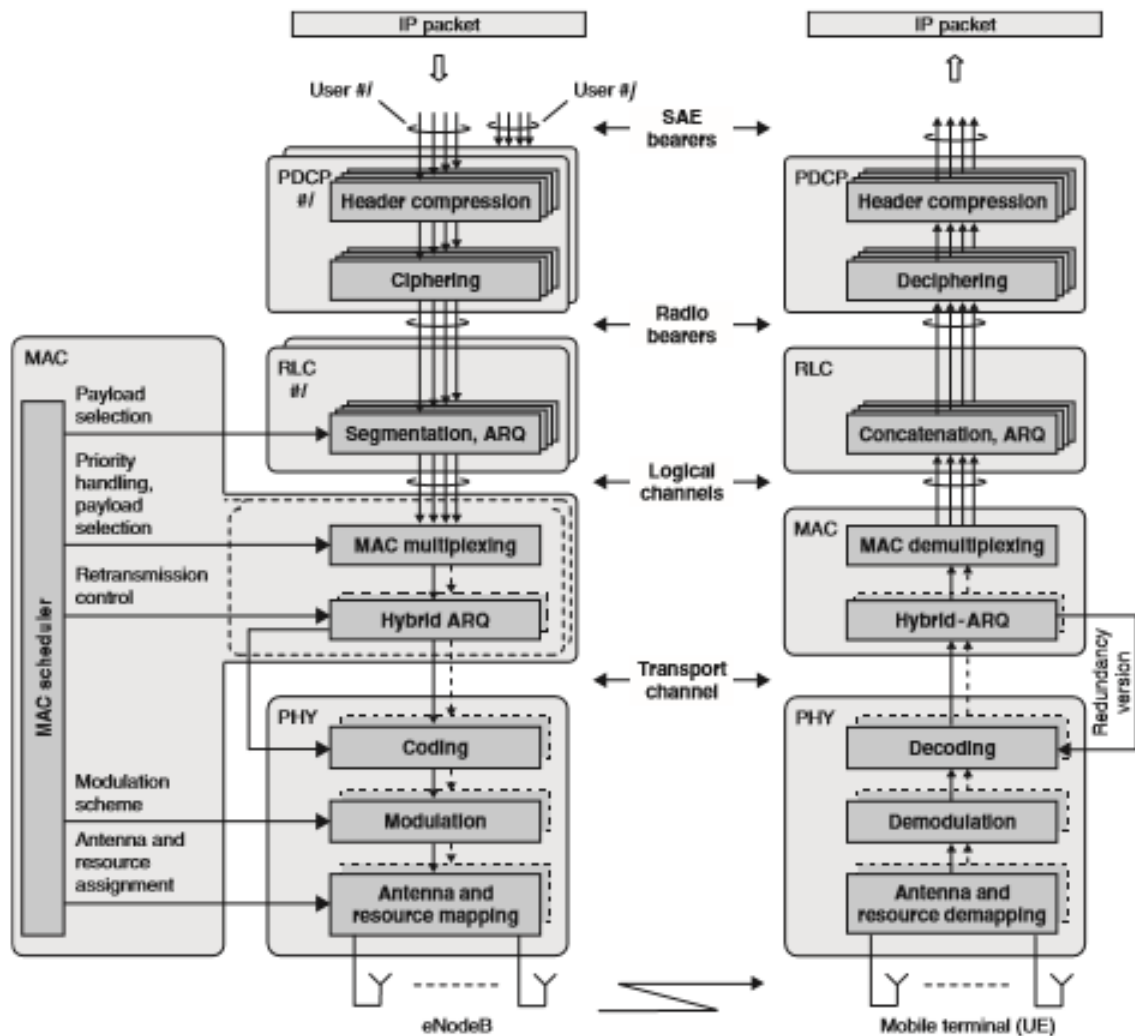 IP packet
IP packet
User #i
User #j
SAE
bearers
PDCP
#i
Header compression
Ciphering
PDCP
Header compression
Deciphering
Radio
bearers
MAC
Payload
selection
Priority
handling,
payload
selection
Retransmission
control
MAC scheduler
Modulation
scheme
Antenna and
resource
assignment
RLC
#i
Segmentation, ARQ
RLC
Concatenation, ARQ
Logical
channels
MAC multiplexing
Hybrid ARQ
MAC
MAC demultiplexing
Hybrid-ARQ
Redundancy
version
Transport
channel
PHY
Coding
Modulation
Antenna and
resource mapping
PHY
Decoding
Demodulation
Antenna and
resource demapping
eNodeB
Mobile terminal (UE)